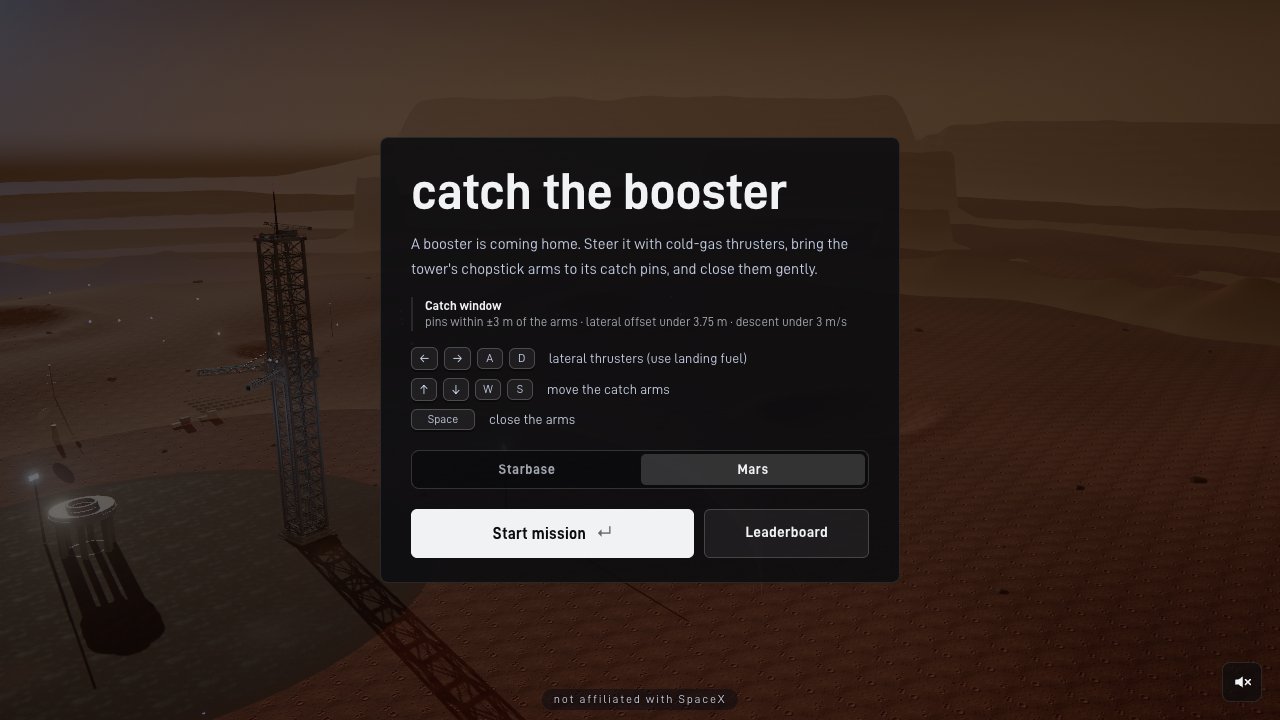 catch the booster
A booster is coming home. Steer it with cold-gas thrusters, bring the
tower's chopstick arms to its catch pins, and close them gently.
Catch window
pins within ±3 m of the arms · lateral offset under 3.75 m · descent under 3 m/s
← → A D lateral thrusters (use landing fuel)
↑ ↓ W S move the catch arms
Space close the arms
Starbase Mars
Start mission ↵ Leaderboard
not affiliated with SpaceX